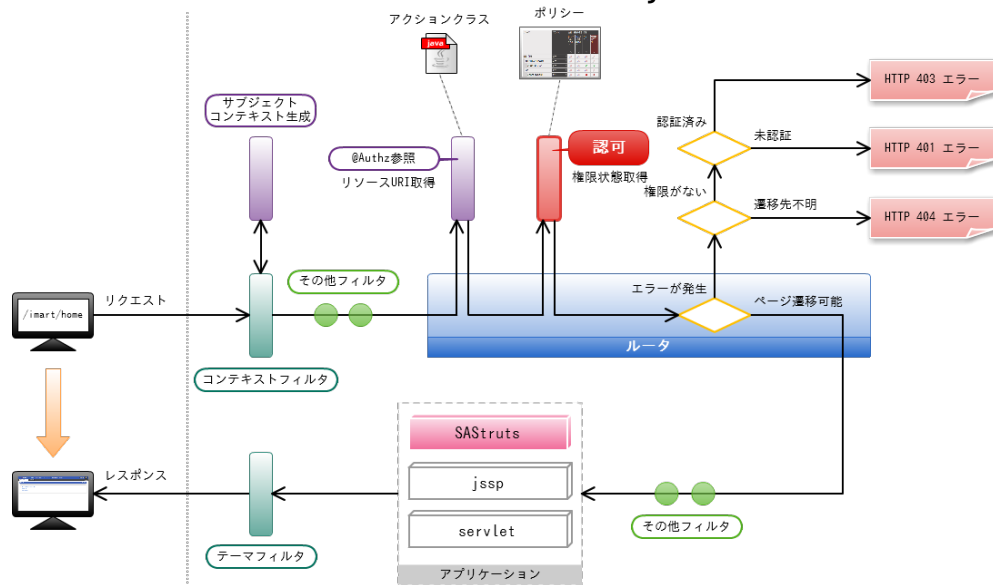 アクションクラス
ポリシー
java
サブジェクト
コンテキスト生成
@Authz参照
リソースURI取得
認可
権限状態取得
認証済み
未認証
権限がない
遷移先不明
HTTP 403 エラー
HTTP 401 エラー
HTTP 404 エラー
その他フィルタ
エラーが発生
ページ遷移可能
リクエスト
/imart/home
ルータ
コンテキストフィルタ
SAStruts
jssp
servlet
アプリケーション
レスポンス
テーマフィルタ
その他フィルタ